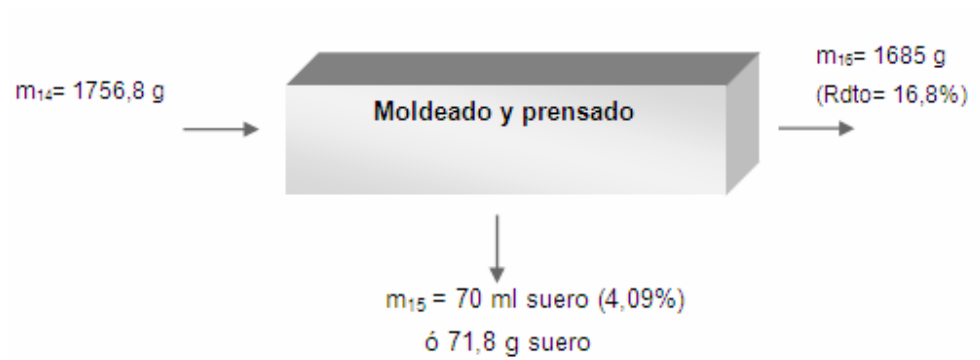 m₁₄= 1756,8 g
Moldeado y prensado
m₁₆= 1685 g
(Rdto= 16,8%)
m₁₅ = 70 ml suero (4,09%)
ó 71,8 g suero